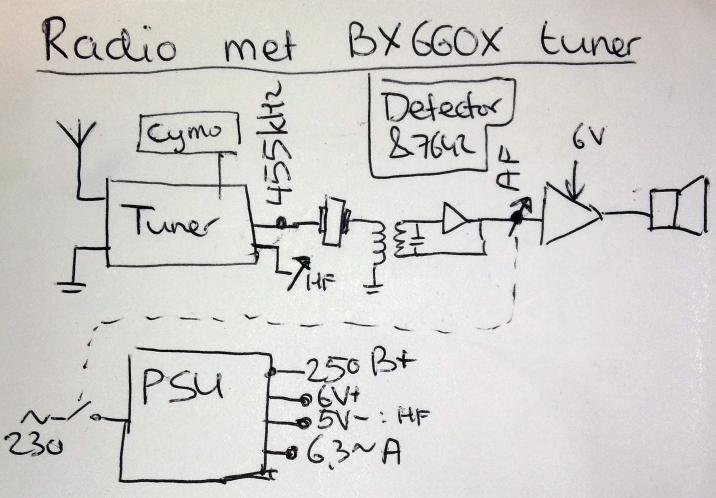 Radio met BX660X tuner
Cymo
455kHz
Detector
&7642
AF
6V
Tuner
HF
PSU
250 B+
6V+
5V- : HF
6,3~ A
~
230